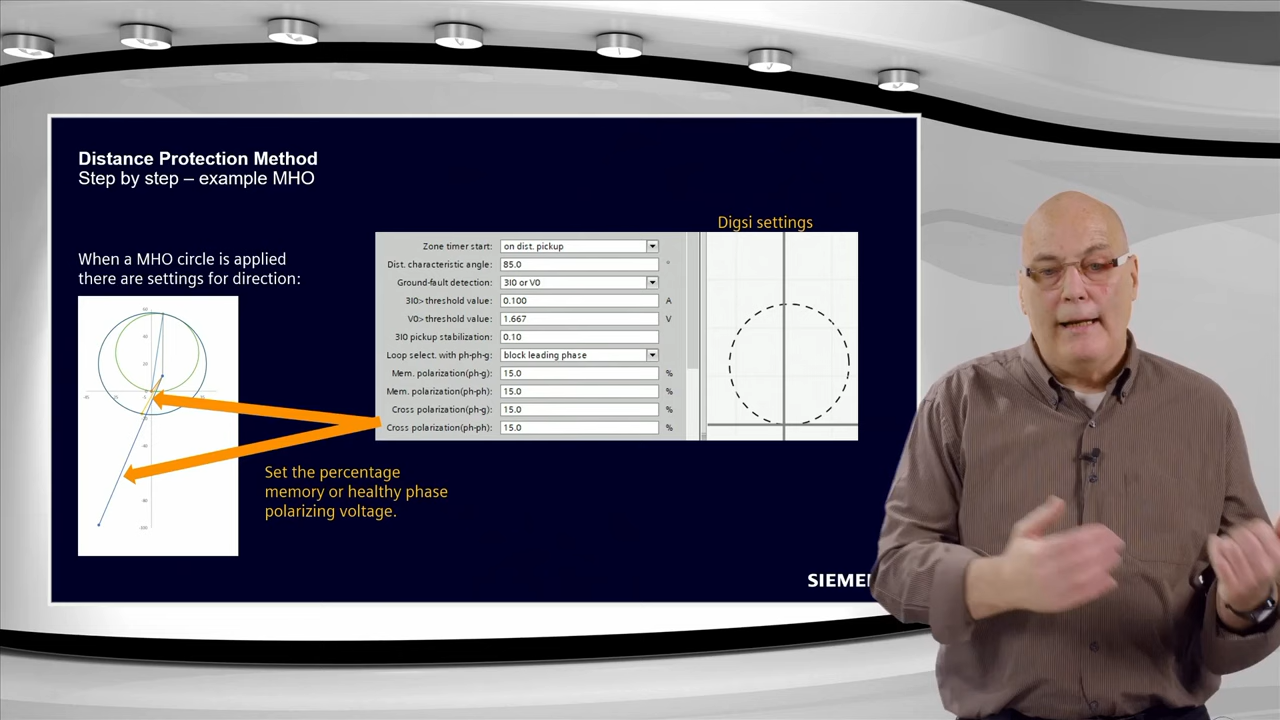 Distance Protection Method
Step by step – example MHO
Digsi settings
When a MHO circle is applied
there are settings for direction:
Zone timer start: on dist. pickup
Dist. characteristic angle: 85.0 °
Ground-fault detection: 3I0 or V0
3I0> threshold value: 0.100 A
V0> threshold value: 1.667 V
3I0 pickup stabilization: 0.10
Loop select. with ph-ph-g: block leading phase
Mem. polarization(ph-g): 15.0 %
Mem. polarization(ph-ph): 15.0 %
Cross polarization(ph-g): 15.0 %
Cross polarization(ph-ph): 15.0 %
Set the percentage
memory or healthy phase
polarizing voltage.
SIEME